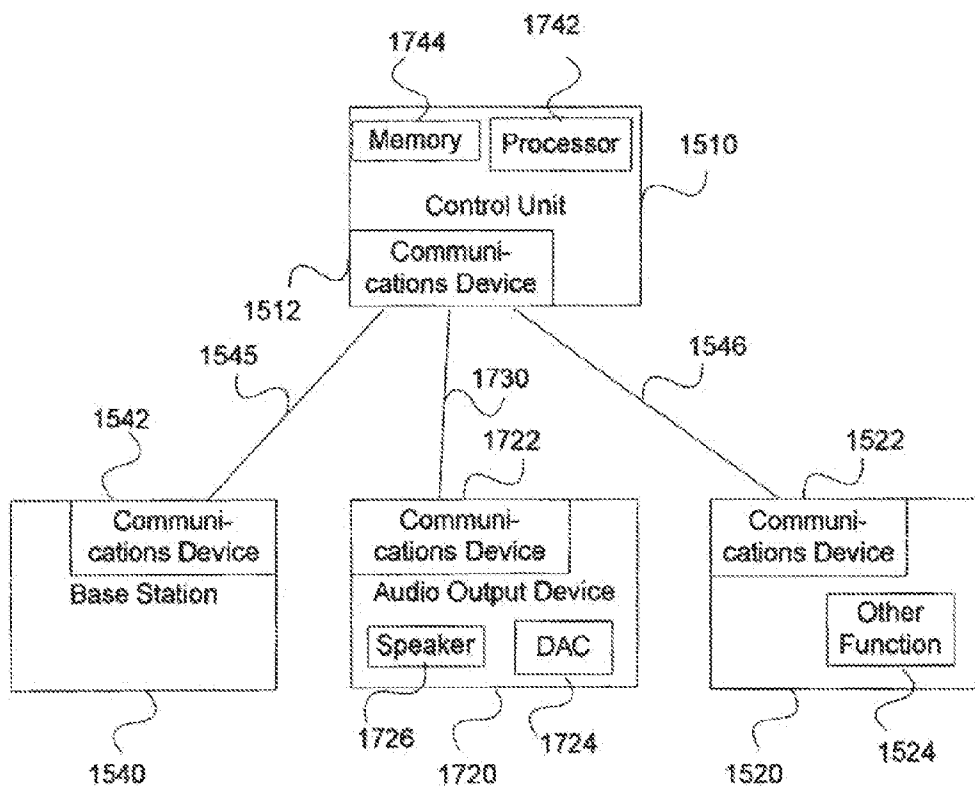 1744
1742
Memory
Processor
1510
Control Unit
Communi-
cations Device
1512
1545
1730
1546
1542
1722
1522
Communi-
cations Device
Base Station
Communi-
cations Device
Audio Output Device
Speaker
DAC
Communi-
cations Device
Other
Function
1540
1726
1720
1724
1520
1524